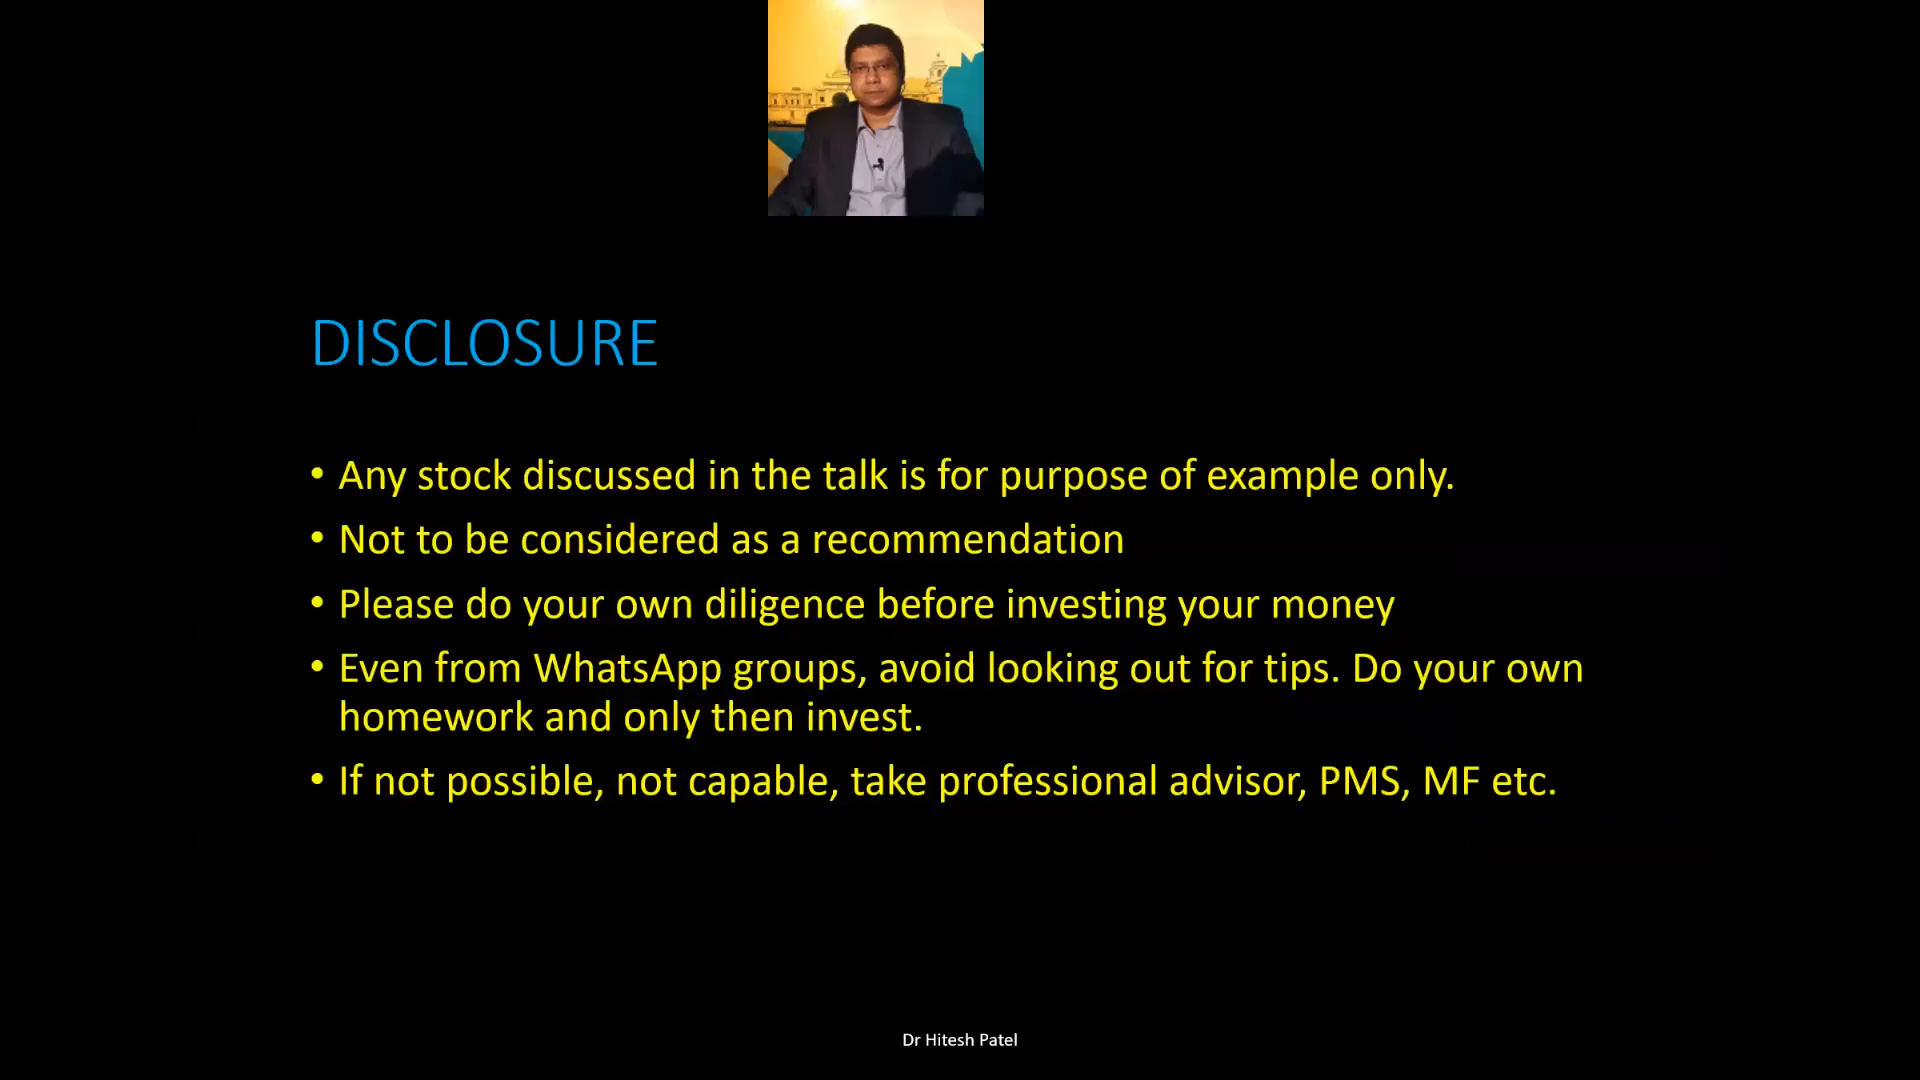 DISCLOSURE
• Any stock discussed in the talk is for purpose of example only.
• Not to be considered as a recommendation
• Please do your own diligence before investing your money
• Even from WhatsApp groups, avoid looking out for tips. Do your own
homework and only then invest.
• If not possible, not capable, take professional advisor, PMS, MF etc.
Dr Hitesh Patel